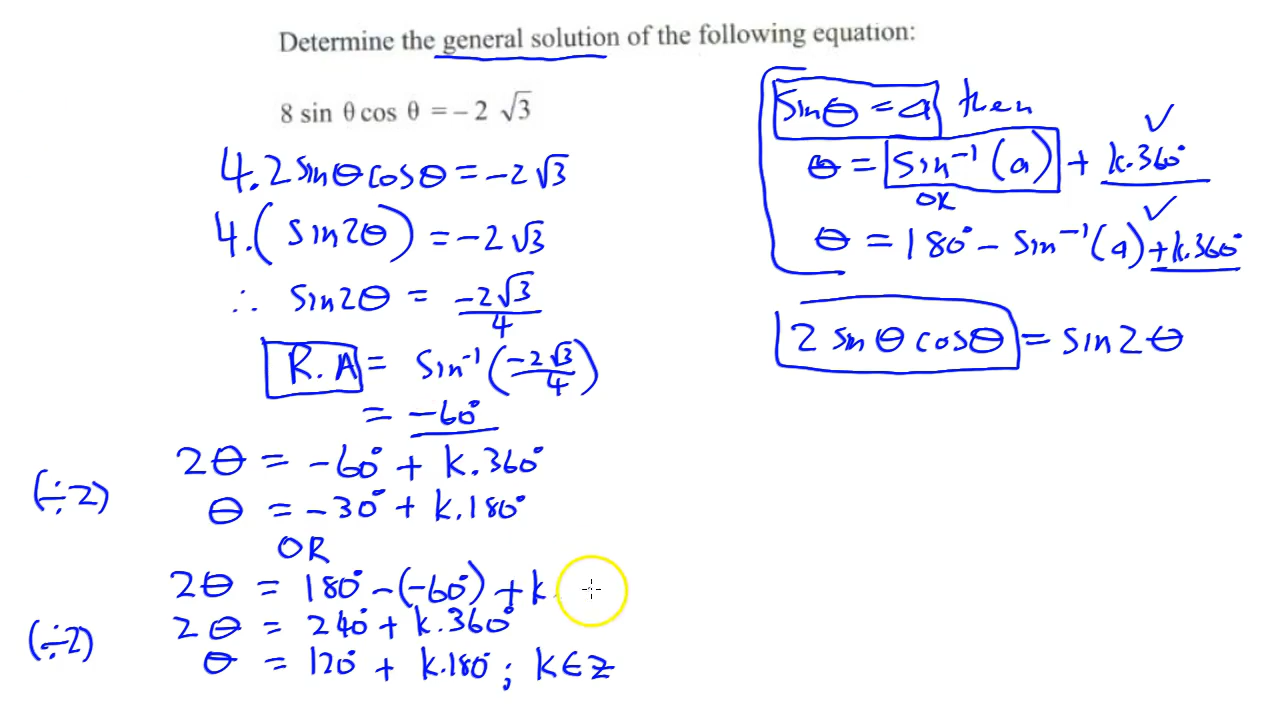 Determine the general solution of the following equation:
8 sin θ cos θ = – 2 √3
4.2 sinθ cosθ = -2√3
4.( sin2θ ) = -2√3
∴ sin2θ = -2√3/4
R.A = sin⁻¹(-2√3/4)
= -60°
2θ = -60° + k.360°
(÷2) θ = -30° + k.180°
OR
2θ = 180° - (-60°) + k.
2θ = 240° + k.360°
(÷2) θ = 120° + k.180° ; k∈z
sinθ = a then
θ = sin⁻¹(a) + k.360°
OR
θ = 180° - sin⁻¹(a) + k.360°
2 sin θ cosθ = sin2θ